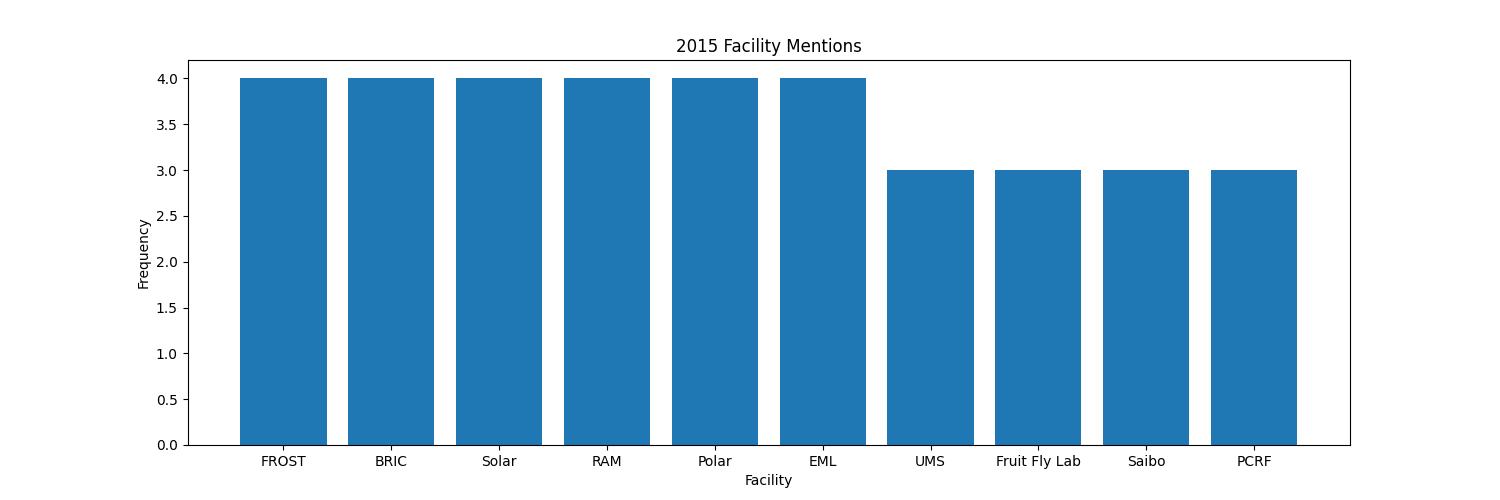 2015 Facility Mentions
4.0
3.5
3.0
2.5
2.0
1.5
1.0
0.5
0.0
Frequency
FROST BRIC Solar RAM Polar EML UMS Fruit Fly Lab Saibo PCRF
Facility